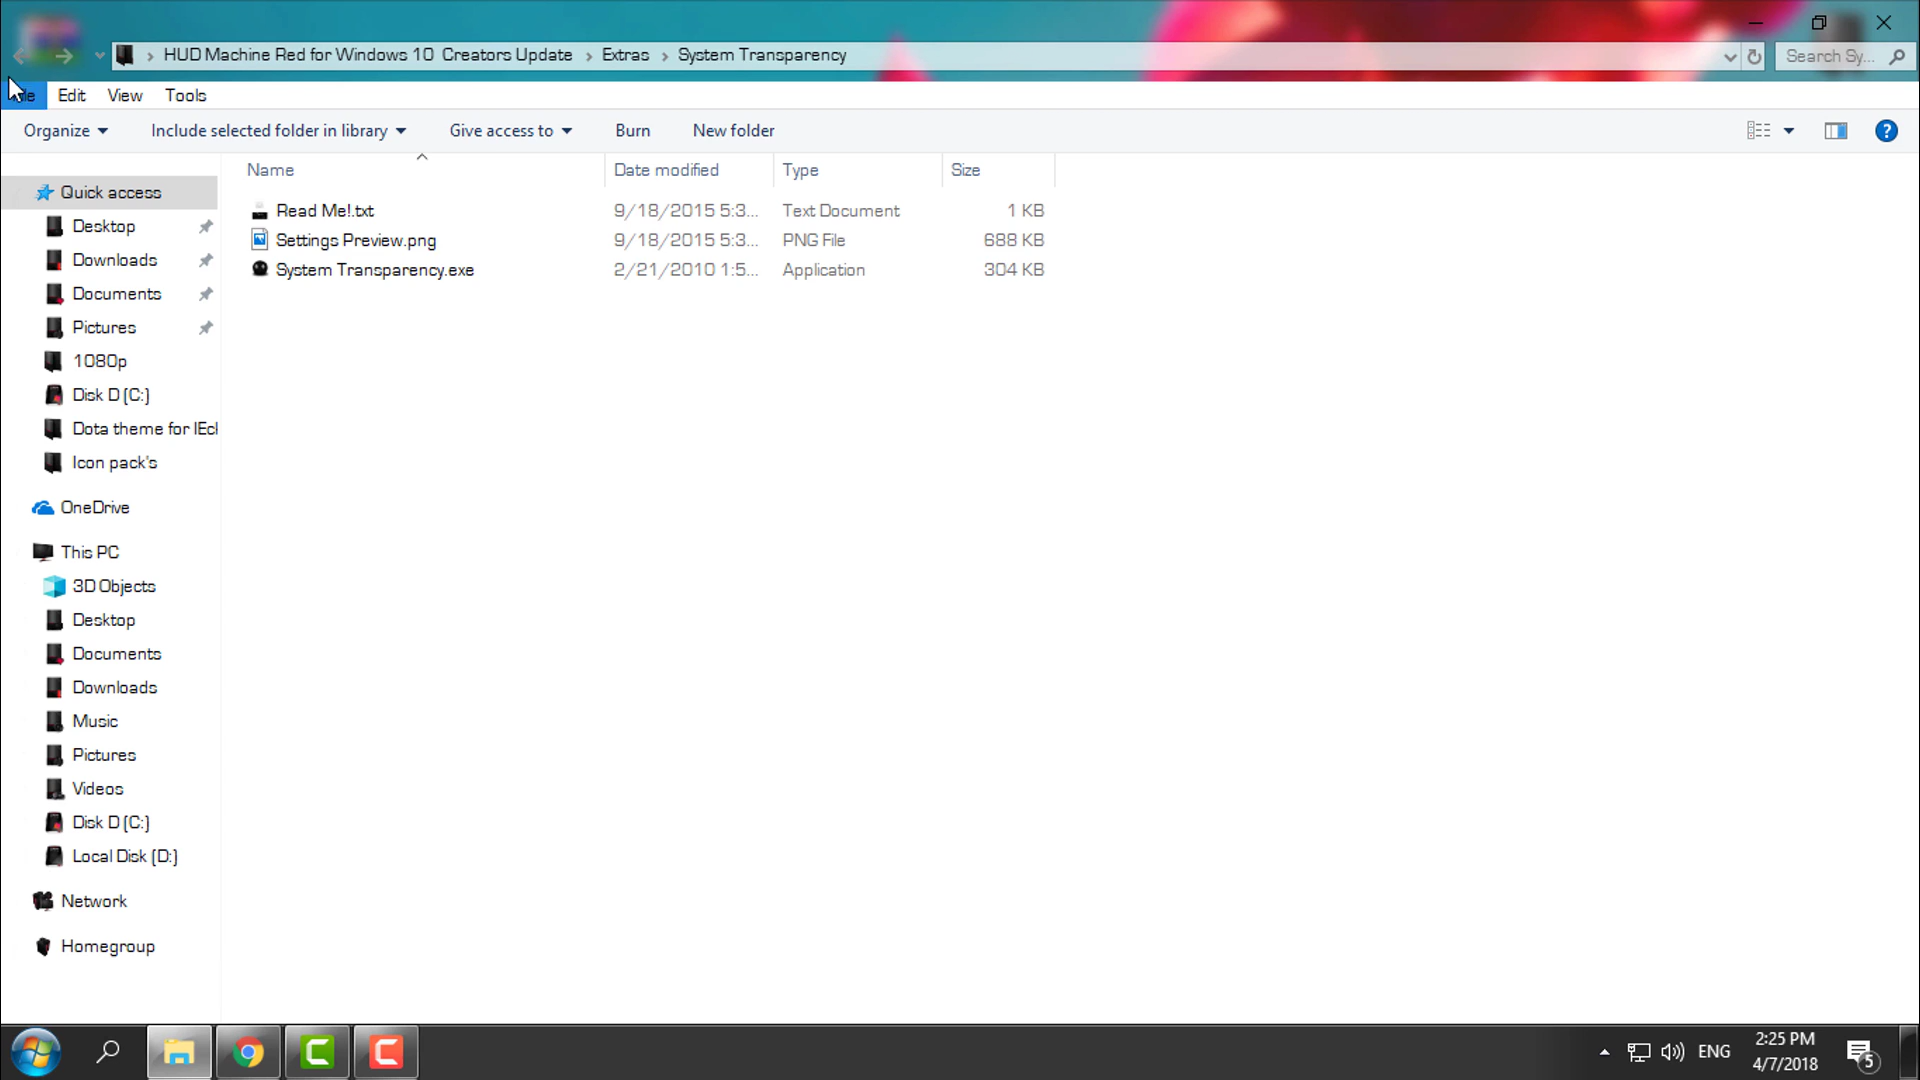 HUD Machine Red for Windows 10  Creators Update > Extras > System Transparency
Search Sy...
Edit View Tools
Organize Include selected folder in library Give access to Burn New folder
Name Date modified Type Size
Read Me!.txt 9/18/2015 5:3... Text Document 1 KB
Settings Preview.png 9/18/2015 5:3... PNG File 688 KB
System Transparency.exe 2/21/2010 1:5... Application 304 KB
Quick access
Desktop
Downloads
Documents
Pictures
1080p
Disk D (C:)
Dota theme for IEcl
Icon pack's
OneDrive
This PC
3D Objects
Desktop
Documents
Downloads
Music
Pictures
Videos
Disk D (C:)
Local Disk (D:)
Network
Homegroup
ENG
2:25 PM
4/7/2018
5